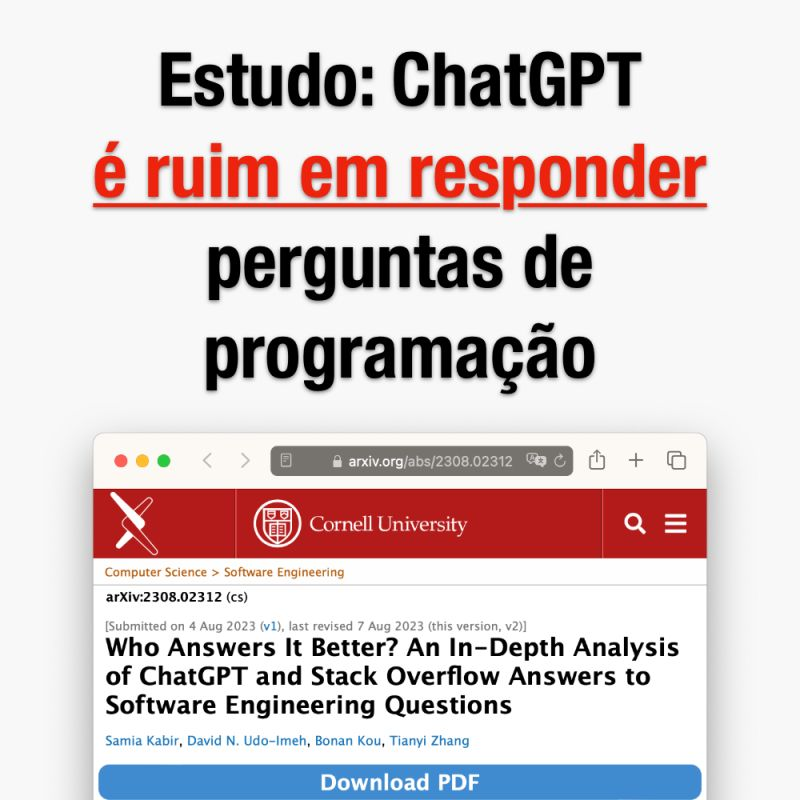 Estudo: ChatGPT
é ruim em responder
perguntas de
programação
arxiv.org/abs/2308.02312
Cornell University
Computer Science > Software Engineering
arXiv:2308.02312 (cs)
[Submitted on 4 Aug 2023 (v1), last revised 7 Aug 2023 (this version, v2)]
Who Answers It Better? An In-Depth Analysis
of ChatGPT and Stack Overflow Answers to
Software Engineering Questions
Samia Kabir, David N. Udo-Imeh, Bonan Kou, Tianyi Zhang
Download PDF